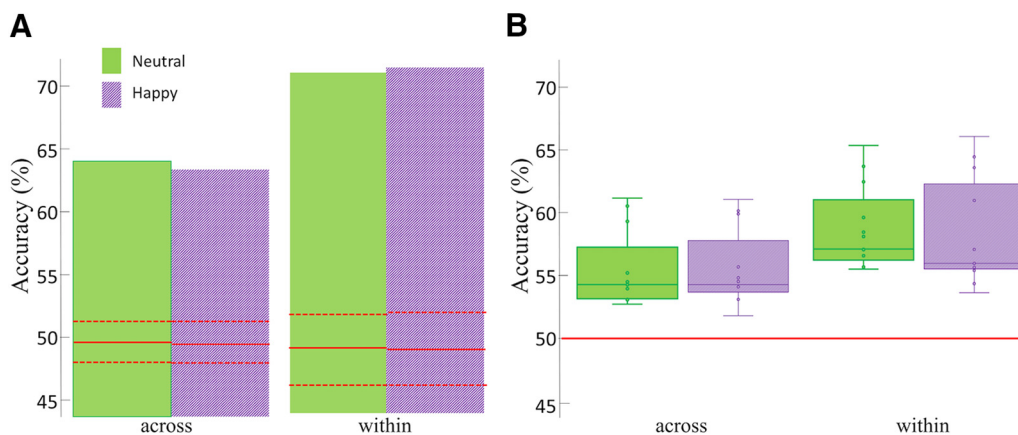 A
Neutral
Happy
Accuracy (%)
70
65
60
55
50
45
across
within
B
Accuracy (%)
70
65
60
55
50
45
across
within